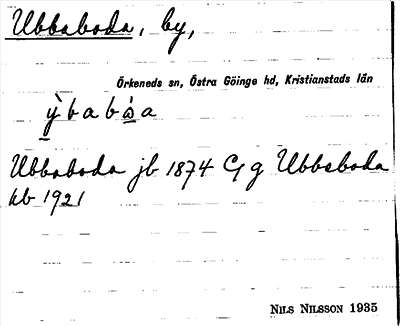 Ubbaboda, by,
Örkeneds sn, Östra Göinge hd, Kristianstads län
ỳbabòa
Ubbaboda jb 1874 Gg Ubbeboda
kb 1921
NILS NILSSON 1935